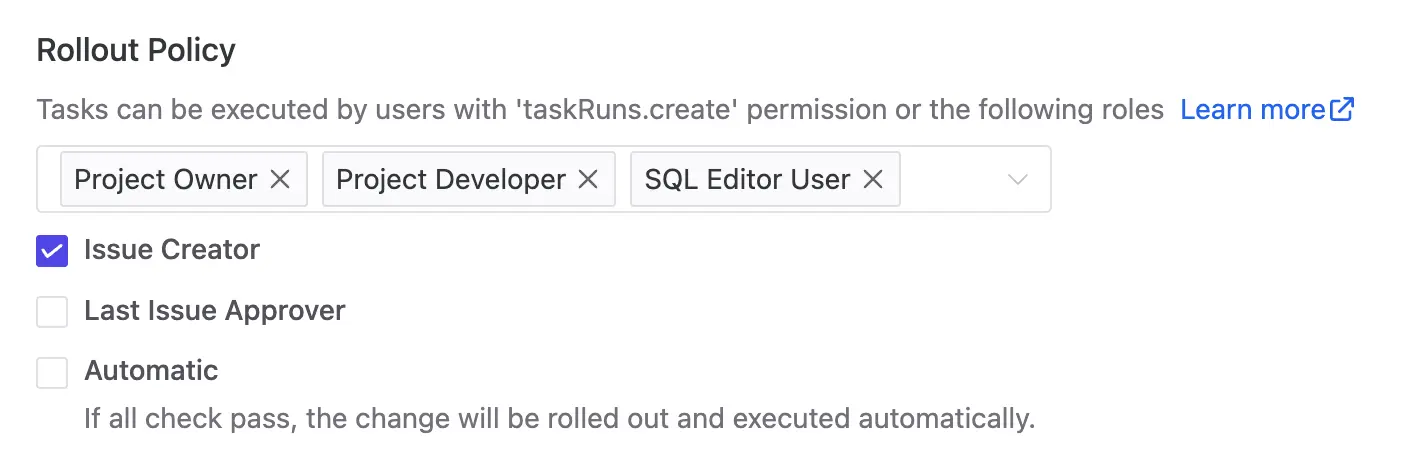 Rollout Policy
Tasks can be executed by users with 'taskRuns.create' permission or the following roles Learn more
Project Owner Project Developer SQL Editor User
Issue Creator
Last Issue Approver
Automatic
If all check pass, the change will be rolled out and executed automatically.